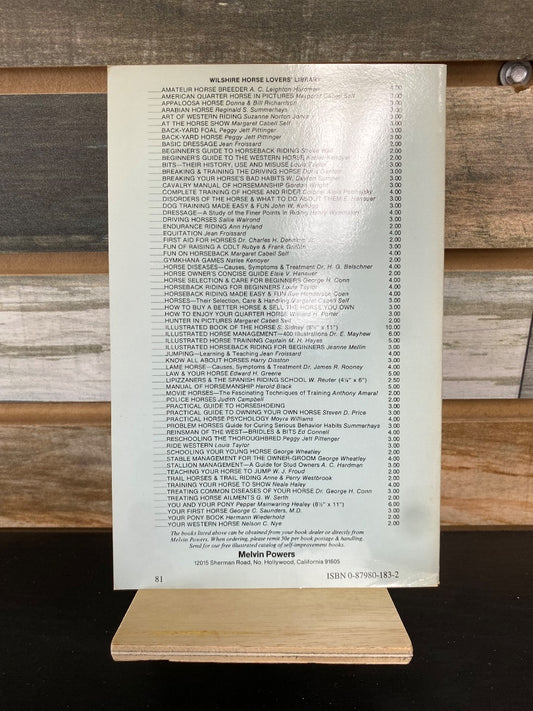 WILSHIRE HORSE LOVERS' LIBRARY
AMATEUR HORSE BREEDER A. C. Leighton Hardman 3.00
AMERICAN QUARTER HORSE IN PICTURES Margaret Cabell Self 3.00
APPALOOSA HORSE Donna & Bill Richardson 3.00
ARABIAN HORSE Reginald S. Summerhays 3.00
ART OF WESTERN RIDING Suzanne Norton Jones 3.00
AT THE HORSE SHOW Margaret Cabell Self 3.00
BACK-YARD FOAL Peggy Jett Pittinger 3.00
BACK-YARD HORSE Peggy Jett Pittinger 3.00
BASIC DRESSAGE Jean Froissard 2.00
BEGINNER'S GUIDE TO HORSEBACK RIDING Sheila Wall 2.00
BEGINNER'S GUIDE TO THE WESTERN HORSE Natlee Kenoyer 2.00
BITS—THEIR HISTORY, USE AND MISUSE Louis Taylor 3.00
BREAKING & TRAINING THE DRIVING HORSE Doris Ganton 3.00
BREAKING YOUR HORSE'S BAD HABITS W. Dayton Sumner 3.00
CAVALRY MANUAL OF HORSEMANSHIP Gordon Wright 3.00
COMPLETE TRAINING OF HORSE AND RIDER Colonel Alois Podhajsky 4.00
DISORDERS OF THE HORSE & WHAT TO DO ABOUT THEM E. Hanauer 3.00
DOG TRAINING MADE EASY & FUN John W. Kellogg 3.00
DRESSAGE—A Study of the Finer Points in Riding Henry Wynmalen 4.00
DRIVING HORSES Sallie Walrond 3.00
ENDURANCE RIDING Ann Hyland 2.00
EQUITATION Jean Froissard 4.00
FIRST AID FOR HORSES Dr. Charles H. Denning 2.00
FUN OF RAISING A COLT Rubye & Frank Griffith 3.00
FUN ON HORSEBACK Margaret Cabell Self 4.00
GYMKHANA GAMES Natlee Kenoyer 2.00
HORSE DISEASES—Causes, Symptoms & Treatment Dr. H. G. Belschner 4.00
HORSE OWNER'S CONCISE GUIDE Elsie V. Hanauer 2.00
HORSE SELECTION & CARE FOR BEGINNERS George H. Conn 4.00
HORSEBACK RIDING FOR BEGINNERS Louis Taylor 4.00
HORSEBACK RIDING MADE EASY & FUN Sue Henderson Coen 4.00
HORSES—Their Selection, Care & Handling Margaret Cabell Self 3.00
HOW TO BUY A BETTER HORSE & SELL THE HORSE YOU OWN 3.00
HOW TO ENJOY YOUR QUARTER HORSE Willard H. Porter 3.00
HUNTER IN PICTURES Margaret Cabell Self 2.00
ILLUSTRATED BOOK OF THE HORSE S. Sidney (8½" x 11") 10.00
ILLUSTRATED HORSE MANAGEMENT—400 Illustrations Dr. E. Mayhew 6.00
ILLUSTRATED HORSE TRAINING Captain M. H. Hayes 5.00
ILLUSTRATED HORSEBACK RIDING FOR BEGINNERS Jeanne Mellin 3.00
JUMPING—Learning & Teaching Jean Froissard 4.00
KNOW ALL ABOUT HORSES Harry Disston 3.00
LAME HORSE—Causes, Symptoms & Treatment Dr. James R. Rooney 4.00
LAW & YOUR HORSE Edward H. Greene 5.00
LIPIZZANERS & THE SPANISH RIDING SCHOOL W. Reuter (4¼" x 6") 2.50
MANUAL OF HORSEMANSHIP Harold Black 5.00
MOVIE HORSES—The Fascinating Techniques of Training Anthony Amaral 2.00
POLICE HORSES Judith Campbell 2.00
PRACTICAL GUIDE TO HORSESHOEING 3.00
PRACTICAL GUIDE TO OWNING YOUR OWN HORSE Steven D. Price 3.00
PRACTICAL HORSE PSYCHOLOGY Moyra Williams 4.00
PROBLEM HORSES Guide for Curing Serious Behavior Habits Summerhays 3.00
REINSMAN OF THE WEST—BRIDLES & BITS Ed Connell 4.00
RESCHOOLING THE THOROUGHBRED Peggy Jett Pittenger 3.00
RIDE WESTERN Louis Taylor 3.00
SCHOOLING YOUR YOUNG HORSE George Wheatley 2.00
STABLE MANAGEMENT FOR THE OWNER-GROOM George Wheatley 4.00
STALLION MANAGEMENT—A Guide for Stud Owners A. C. Hardman 3.00
TEACHING YOUR HORSE TO JUMP W. J. Froud 2.00
TRAIL HORSES & TRAIL RIDING Anne & Perry Westbrook 2.00
TRAINING YOUR HORSE TO SHOW Neale Haley 4.00
TREATING COMMON DISEASES OF YOUR HORSE Dr. George H. Conn 3.00
TREATING HORSE AILMENTS G. W. Serth 2.00
YOU AND YOUR PONY Pepper Mainwaring Healey (8½" x 11") 6.00
YOUR FIRST HORSE George C. Saunders, M.D. 3.00
YOUR PONY BOOK Hermann Wiederhold 2.00
YOUR WESTERN HORSE Nelson C. Nye 2.00
The books listed above can be obtained from your book dealer or directly from
Melvin Powers. When ordering, please remit 50¢ per book postage & handling.
Send for our free illustrated catalog of self-improvement books.
Melvin Powers
12015 Sherman Road, No. Hollywood, California 91605
81 ISBN 0-87980-183-2